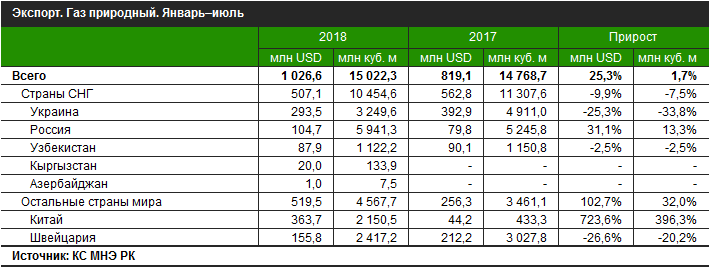 Экспорт. Газ природный. Январь–июль
2018 2017 Прирост
млн USD млн куб. м млн USD млн куб. м млн USD млн куб. м
Всего 1 026,6 15 022,3 819,1 14 768,7 25,3% 1,7%
Страны СНГ 507,1 10 454,6 562,8 11 307,6 -9,9% -7,5%
Украина 293,5 3 249,6 392,9 4 911,0 -25,3% -33,8%
Россия 104,7 5 941,3 79,8 5 245,8 31,1% 13,3%
Узбекистан 87,9 1 122,2 90,1 1 150,8 -2,5% -2,5%
Кыргызстан 20,0 133,9 - - - -
Азербайджан 1,0 7,5 - - - -
Остальные страны мира 519,5 4 567,7 256,3 3 461,1 102,7% 32,0%
Китай 363,7 2 150,5 44,2 433,3 723,6% 396,3%
Швейцария 155,8 2 417,2 212,2 3 027,8 -26,6% -20,2%
Источник: КС МНЭ РК